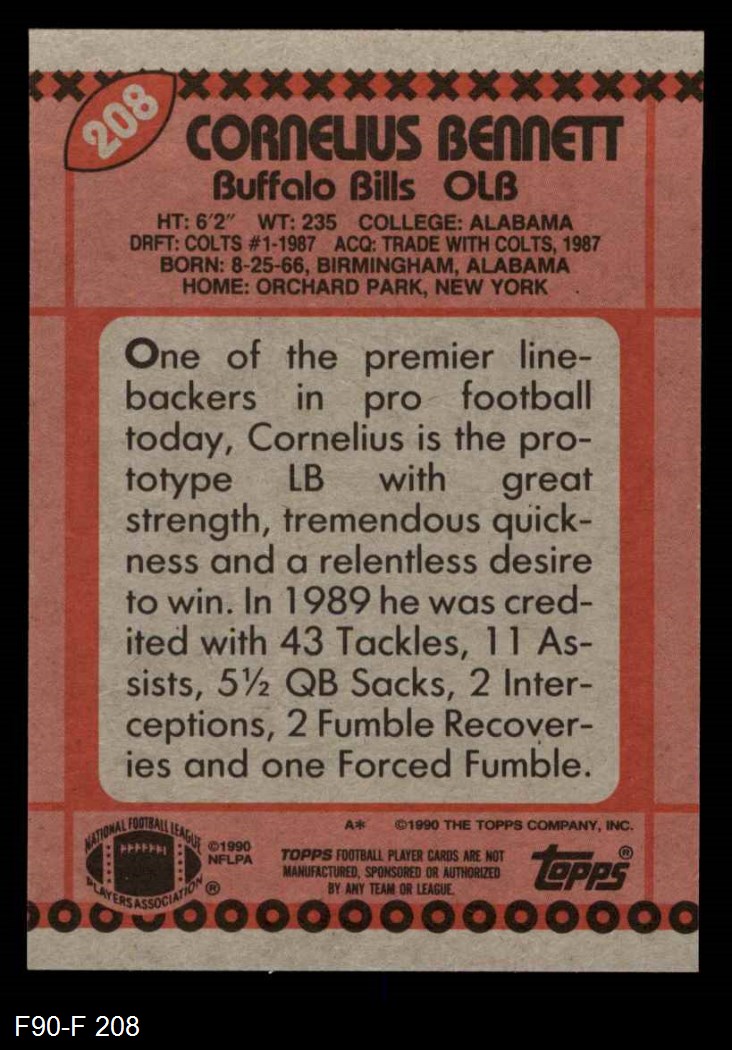 208
CORNELIUS BENNETT
Buffalo Bills OLB
HT: 6'2" WT: 235 COLLEGE: ALABAMA
DRFT: COLTS #1-1987 ACQ: TRADE WITH COLTS, 1987
BORN: 8-25-66, BIRMINGHAM, ALABAMA
HOME: ORCHARD PARK, NEW YORK
One of the premier line-
backers in pro football
today, Cornelius is the pro-
totype LB with great
strength, tremendous quick-
ness and a relentless desire
to win. In 1989 he was cred-
ited with 43 Tackles, 11 As-
sists, 5½ QB Sacks, 2 Inter-
ceptions, 2 Fumble Recover-
ies and one Forced Fumble.
A* ©1990 THE TOPPS COMPANY, INC.
NATIONAL FOOTBALL LEAGUE
PLAYERS ASSOCIATION ®
©1990
NFLPA
TOPPS FOOTBALL PLAYER CARDS ARE NOT
MANUFACTURED, SPONSORED OR AUTHORIZED
BY ANY TEAM OR LEAGUE.
topps®
F90-F 208